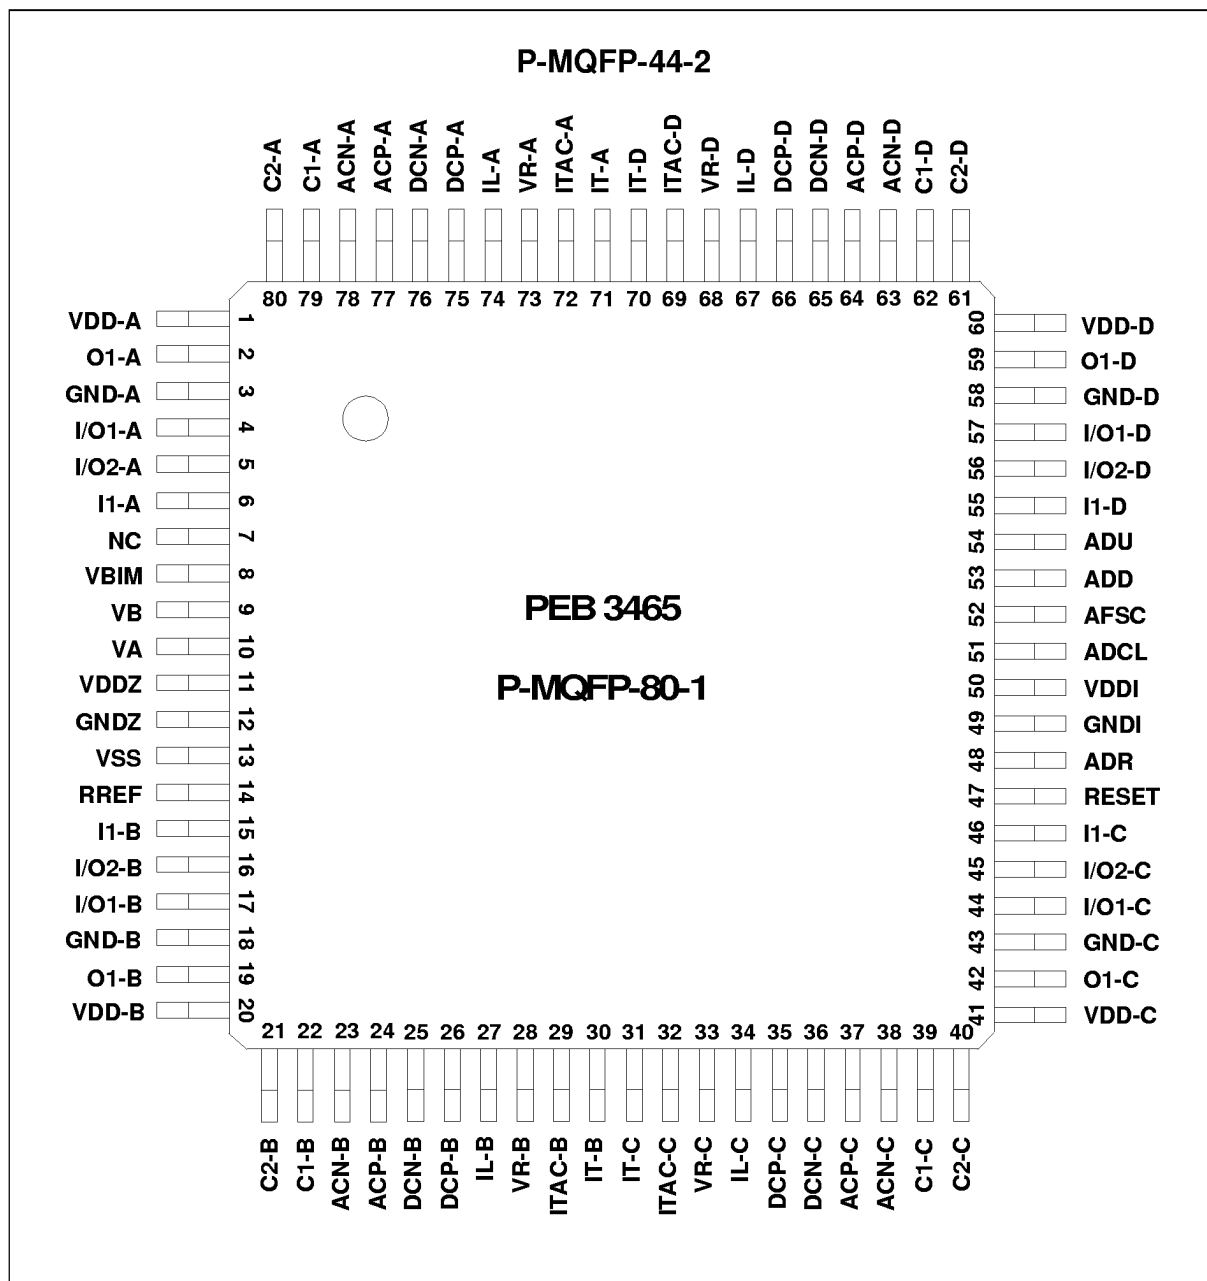 P-MQFP-44-2
C2-A
C1-A
ACN-A
ACP-A
DCN-A
DCP-A
IL-A
VR-A
ITAC-A
IT-A
IT-D
ITAC-D
VR-D
IL-D
DCP-D
DCN-D
ACP-D
ACN-D
C1-D
C2-D
80 79 78 77 76 75 74 73 72 71 70 69 68 67 66 65 64 63 62 61
VDD-A 1
O1-A 2
GND-A 3
I/O1-A 4
I/O2-A 5
I1-A 6
NC 7
VBIM 8
VB 9
VA 10
VDDZ 11
GNDZ 12
VSS 13
RREF 14
I1-B 15
I/O2-B 16
I/O1-B 17
GND-B 18
O1-B 19
VDD-B 20
PEB 3465
P-MQFP-80-1
60 VDD-D
59 O1-D
58 GND-D
57 I/O1-D
56 I/O2-D
55 I1-D
54 ADU
53 ADD
52 AFSC
51 ADCL
50 VDDI
49 GNDI
48 ADR
47 RESET
46 I1-C
45 I/O2-C
44 I/O1-C
43 GND-C
42 O1-C
41 VDD-C
21 22 23 24 25 26 27 28 29 30 31 32 33 34 35 36 37 38 39 40
C2-B
C1-B
ACN-B
ACP-B
DCN-B
DCP-B
IL-B
VR-B
ITAC-B
IT-B
IT-C
ITAC-C
VR-C
IL-C
DCP-C
DCN-C
ACP-C
ACN-C
C1-C
C2-C